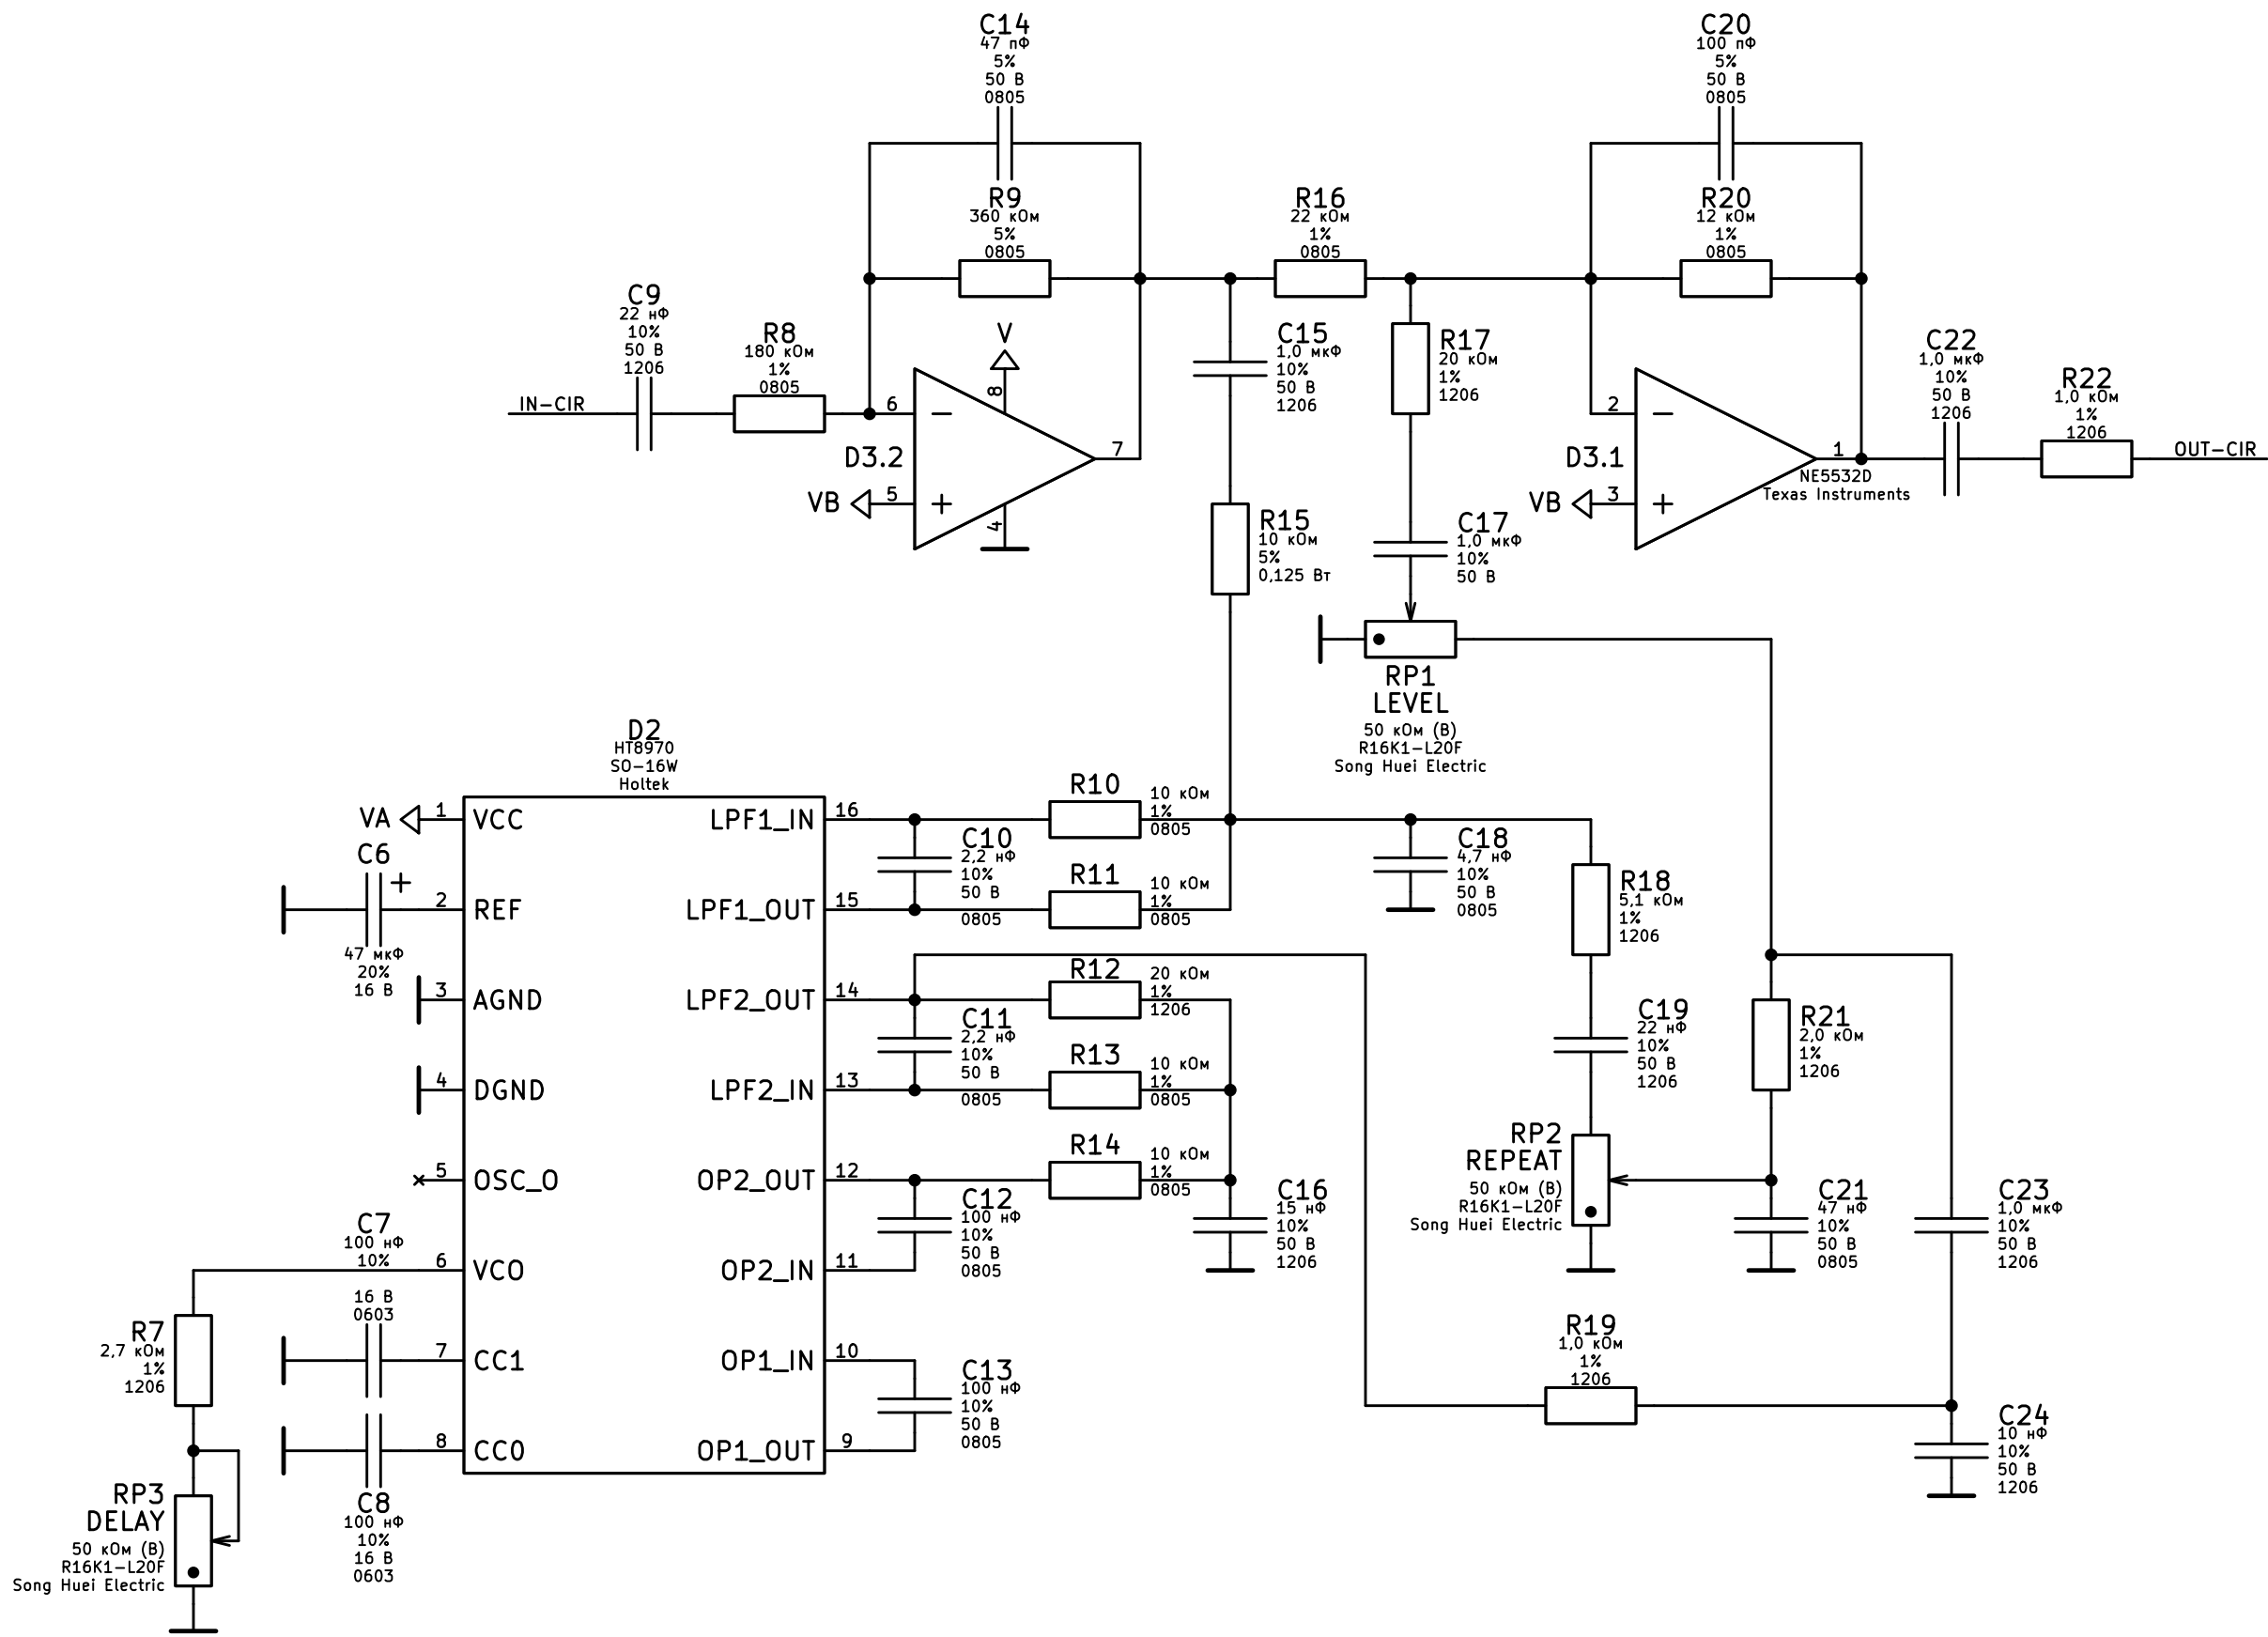 C14
47 пФ
5%
50 В
0805
C20
100 пФ
5%
50 В
0805
R9
360 кОм
5%
0805
R16
22 кОм
1%
0805
R20
12 кОм
1%
0805
C9
22 нФ
10%
50 В
1206
IN-CIR
R8
180 кОм
1%
0805
V
8
6
−
D3.2
7
VB
5
+
4
C15
1,0 мкФ
10%
50 В
1206
R17
20 кОм
1%
1206
R15
10 кОм
5%
0,125 Вт
C17
1,0 мкФ
10%
50 В
2
−
D3.1
1
NE5532D
Texas Instruments
VB
3
+
C22
1,0 мкФ
10%
50 В
1206
R22
1,0 кОм
1%
1206
OUT-CIR
RP1
LEVEL
50 кОм (B)
R16K1-L20F
Song Huei Electric
D2
HT8970
SO-16W
Holtek
VA
1
VCC
C6
+
47 мкФ
20%
16 В
2
REF
3
AGND
4
DGND
5
OSC_O
C7
100 нФ
10%
16 В
0603
6
VCO
7
CC1
8
CC0
C8
100 нФ
10%
16 В
0603
R7
2,7 кОм
1%
1206
RP3
DELAY
50 кОм (B)
R16K1-L20F
Song Huei Electric
LPF1_IN
16
LPF1_OUT
15
LPF2_OUT
14
LPF2_IN
13
OP2_OUT
12
OP2_IN
11
OP1_IN
10
OP1_OUT
9
R10
10 кОм
1%
0805
C10
2,2 нФ
10%
50 В
0805
R11
10 кОм
1%
0805
R12
20 кОм
1%
1206
C11
2,2 нФ
10%
50 В
0805
R13
10 кОм
1%
0805
R14
10 кОм
1%
0805
C12
100 нФ
10%
50 В
0805
C13
100 нФ
10%
50 В
0805
C16
15 нФ
10%
50 В
1206
C18
4,7 нФ
10%
50 В
0805
R18
5,1 кОм
1%
1206
C19
22 нФ
10%
50 В
1206
R21
2,0 кОм
1%
1206
RP2
REPEAT
50 кОм (B)
R16K1-L20F
Song Huei Electric
C21
47 нФ
10%
50 В
0805
C23
1,0 мкФ
10%
50 В
1206
R19
1,0 кОм
1%
1206
C24
10 нФ
10%
50 В
1206